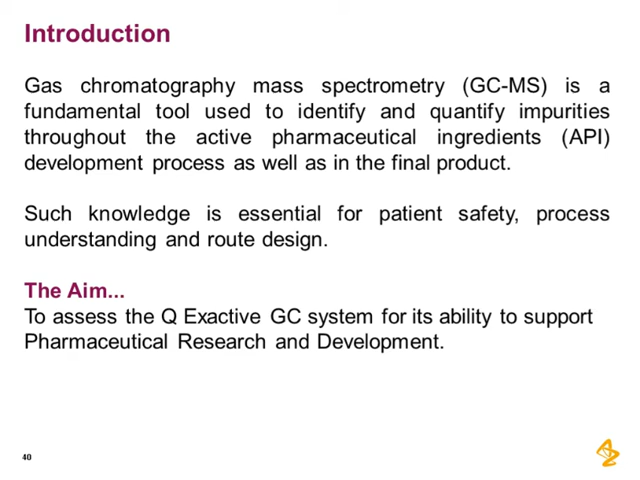 Introduction
Gas chromatography mass spectrometry (GC-MS) is a
fundamental tool used to identify and quantify impurities
throughout the active pharmaceutical ingredients (API)
development process as well as in the final product.
Such knowledge is essential for patient safety, process
understanding and route design.
The Aim...
To assess the Q Exactive GC system for its ability to support
Pharmaceutical Research and Development.
40